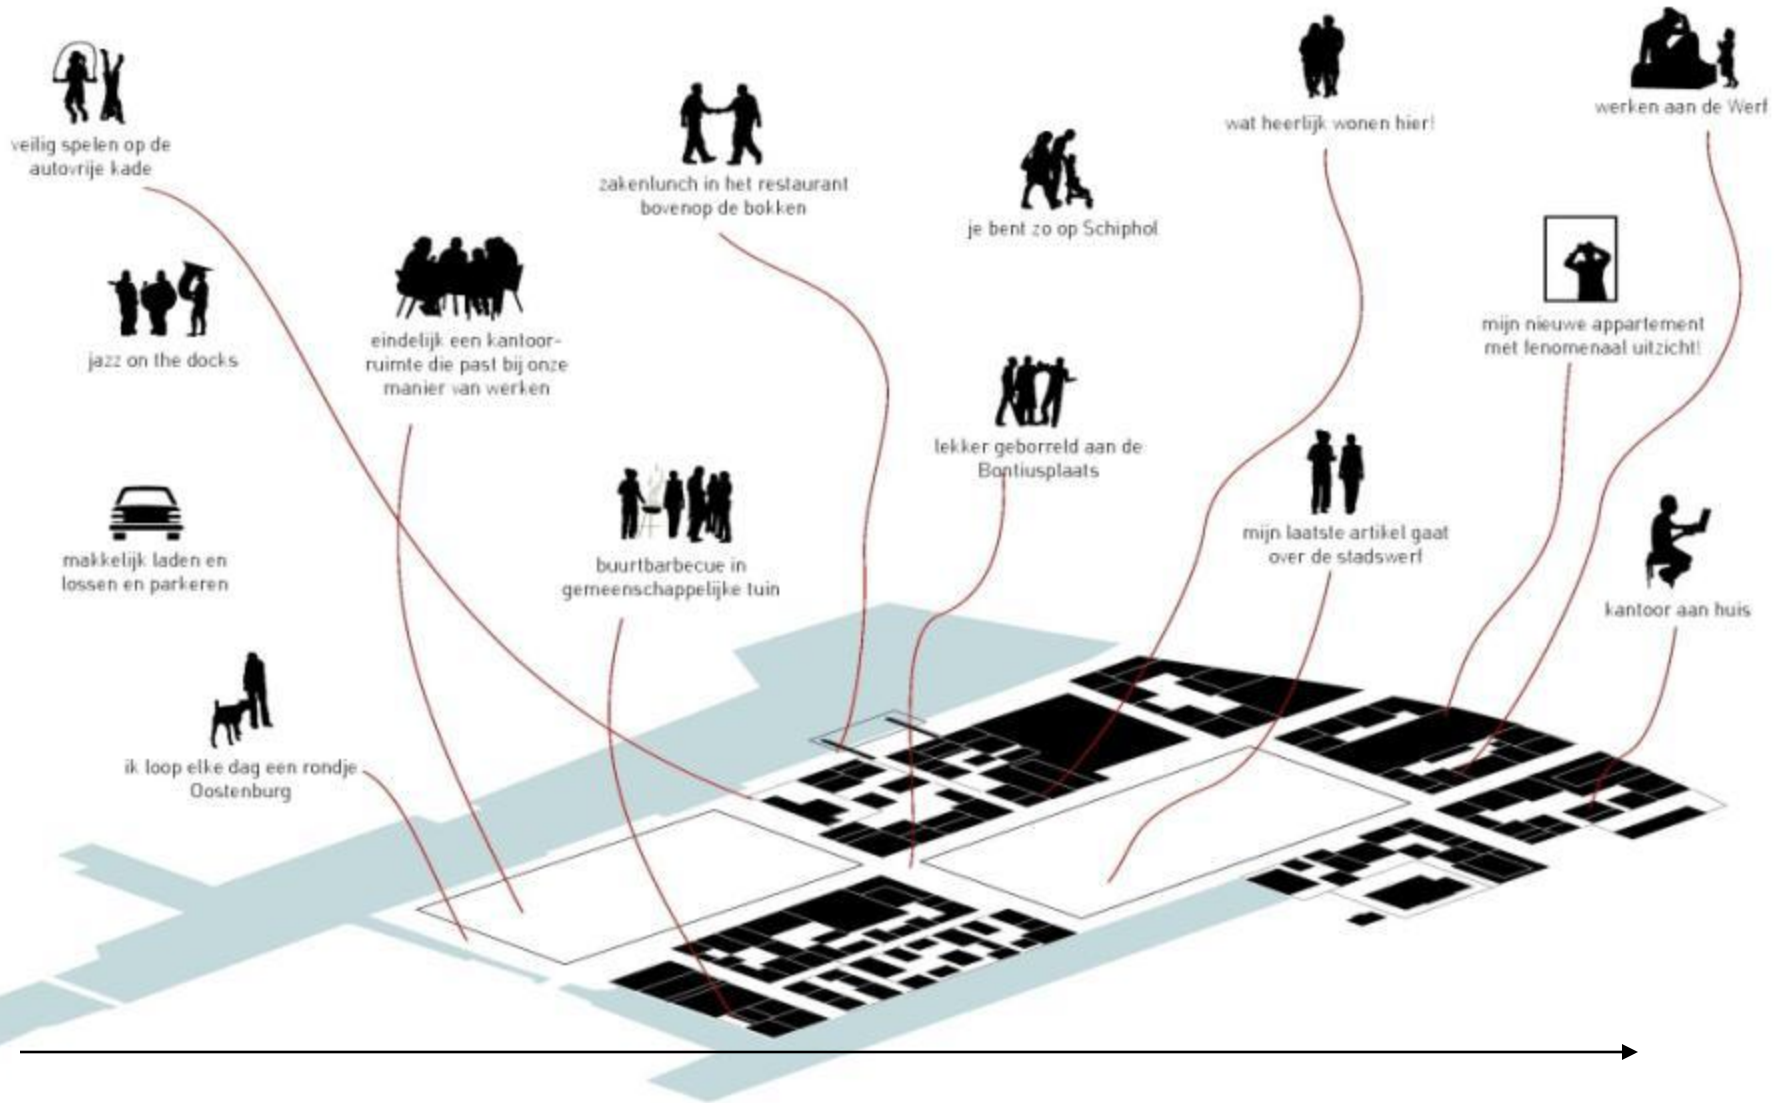 veilig spelen op de
autovrije kade
jazz on the docks
makkelijk laden en
lossen en parkeren
ik loop elke dag een rondje
Oostenburg
eindelijk een kantoor-
ruimte die past bij onze
manier van werken
buurtbarbecue in
gemeenschappelijke tuin
zakenlunch in het restaurant
bovenop de bokken
je bent zo op Schiphol
lekker geborreld aan de
Bontiusplaats
wat heerlijk wonen hier!
mijn laatste artikel gaat
over de stadswerf
werken aan de Werf
mijn nieuwe appartement
met fenomenaal uitzicht!
kantoor aan huis